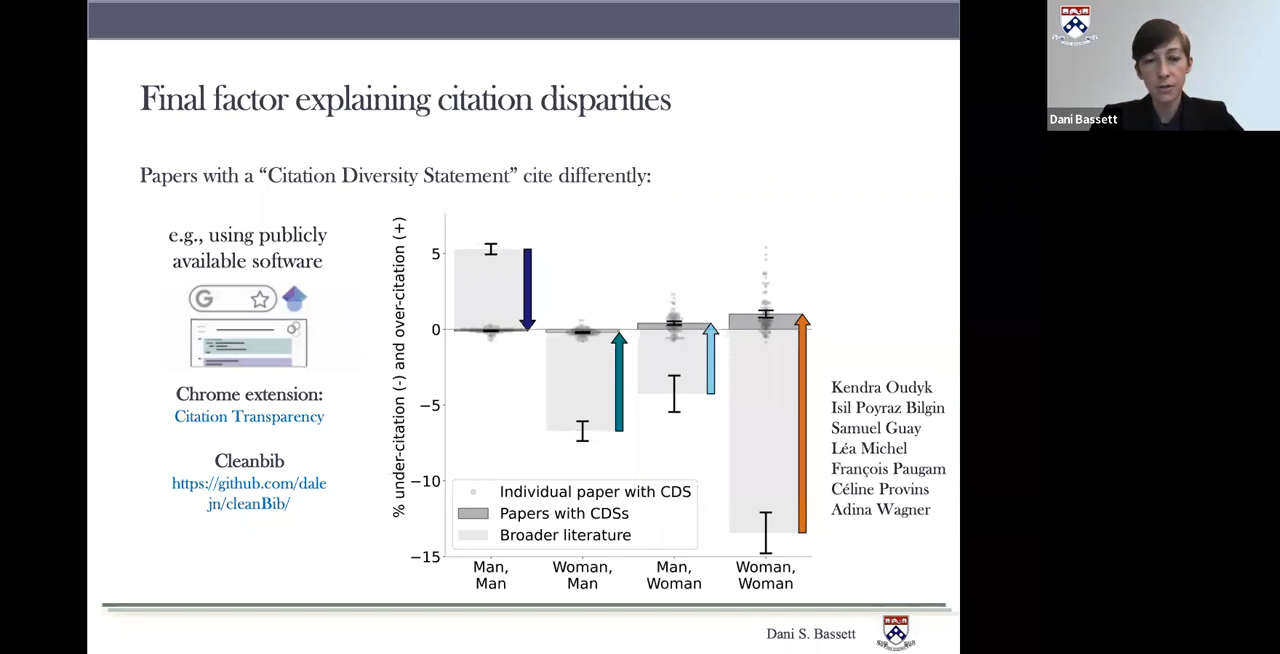 Final factor explaining citation disparities
Papers with a “Citation Diversity Statement” cite differently:
e.g., using publicly
available software
G
Chrome extension:
Citation Transparency
Cleanbib
https://github.com/dale
jn/cleanBib/
% under-citation (-) and over-citation (+)
5
0
−5
−10
−15
Individual paper with CDS
Papers with CDSs
Broader literature
Man,
Man
Woman,
Man
Man,
Woman
Woman,
Woman
Kendra Oudyk
Isil Poyraz Bilgin
Samuel Guay
Léa Michel
François Paugam
Céline Provins
Adina Wagner
Dani S. Bassett
Dani Bassett